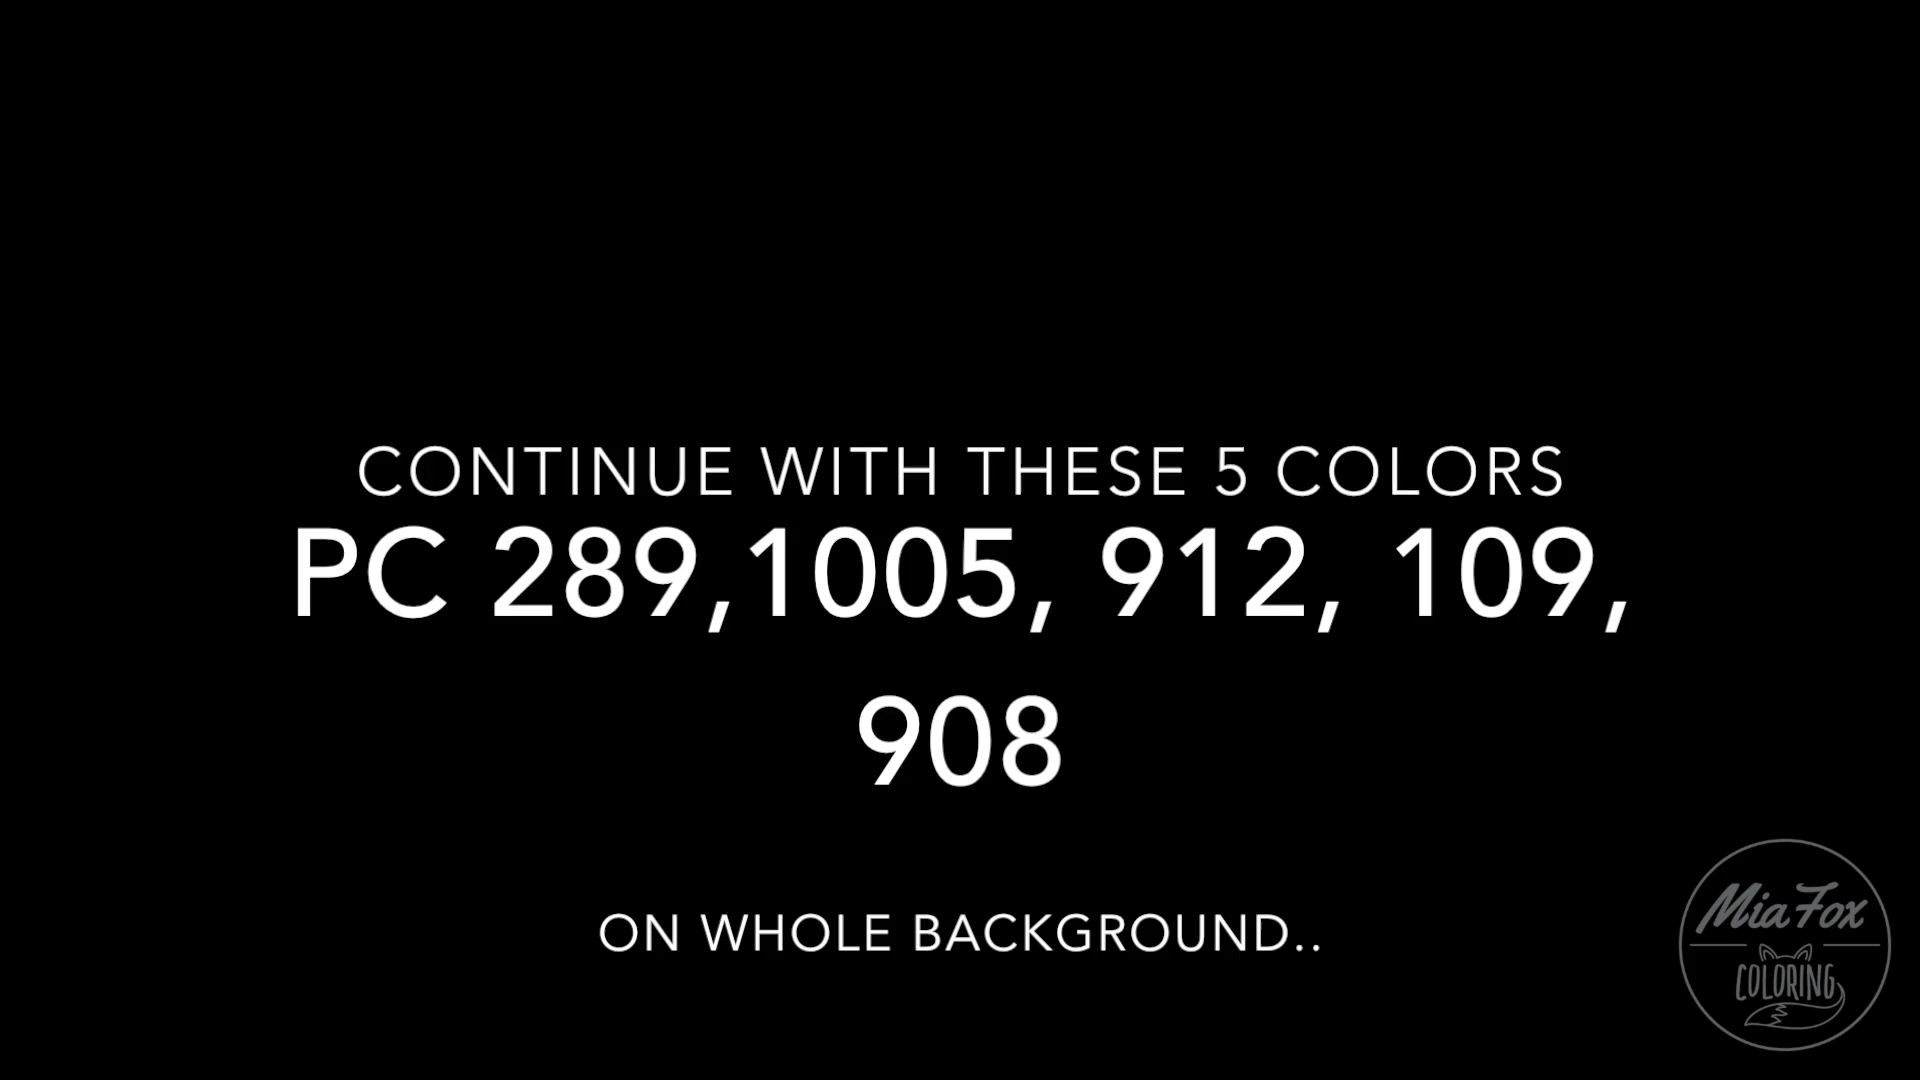 CONTINUE WITH THESE 5 COLORS
PC 289,1005, 912, 109,
908
ON WHOLE BACKGROUND..
Mia Fox
COLORING